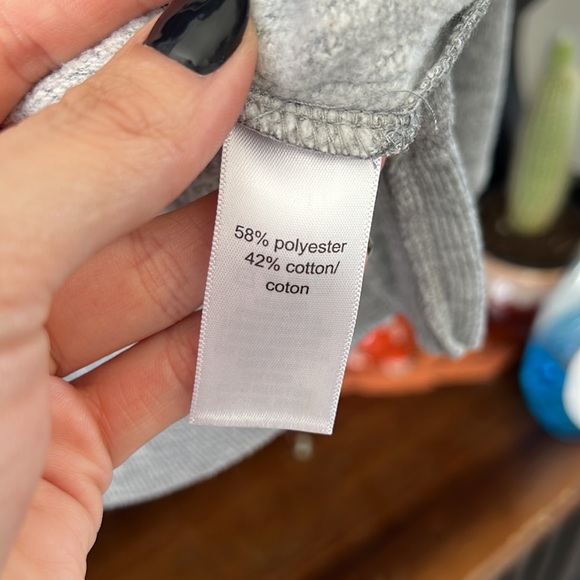 58% polyester
42% cotton/
coton